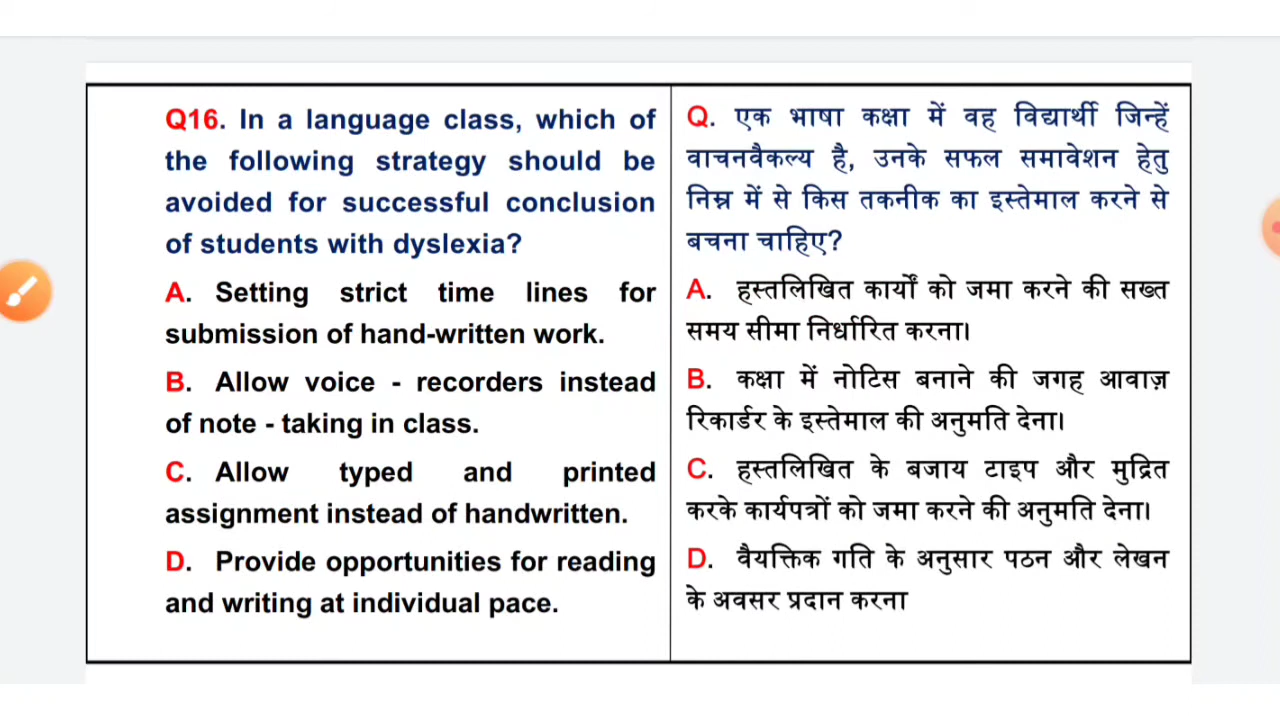 Q16. In a language class, which of
the following strategy should be
avoided for successful conclusion
of students with dyslexia?
A. Setting strict time lines for
submission of hand-written work.
B. Allow voice - recorders instead
of note - taking in class.
C. Allow typed and printed
assignment instead of handwritten.
D. Provide opportunities for reading
and writing at individual pace.
Q. एक भाषा कक्षा में वह विद्यार्थी जिन्हें
वाचनवैकल्य है, उनके सफल समावेशन हेतु
निम्न में से किस तकनीक का इस्तेमाल करने से
बचना चाहिए?
A. हस्तलिखित कार्यों को जमा करने की सख्त
समय सीमा निर्धारित करना।
B. कक्षा में नोटिस बनाने की जगह आवाज़
रिकार्डर के इस्तेमाल की अनुमति देना।
C. हस्तलिखित के बजाय टाइप और मुद्रित
करके कार्यपत्रों को जमा करने की अनुमति देना।
D. वैयक्तिक गति के अनुसार पठन और लेखन
के अवसर प्रदान करना